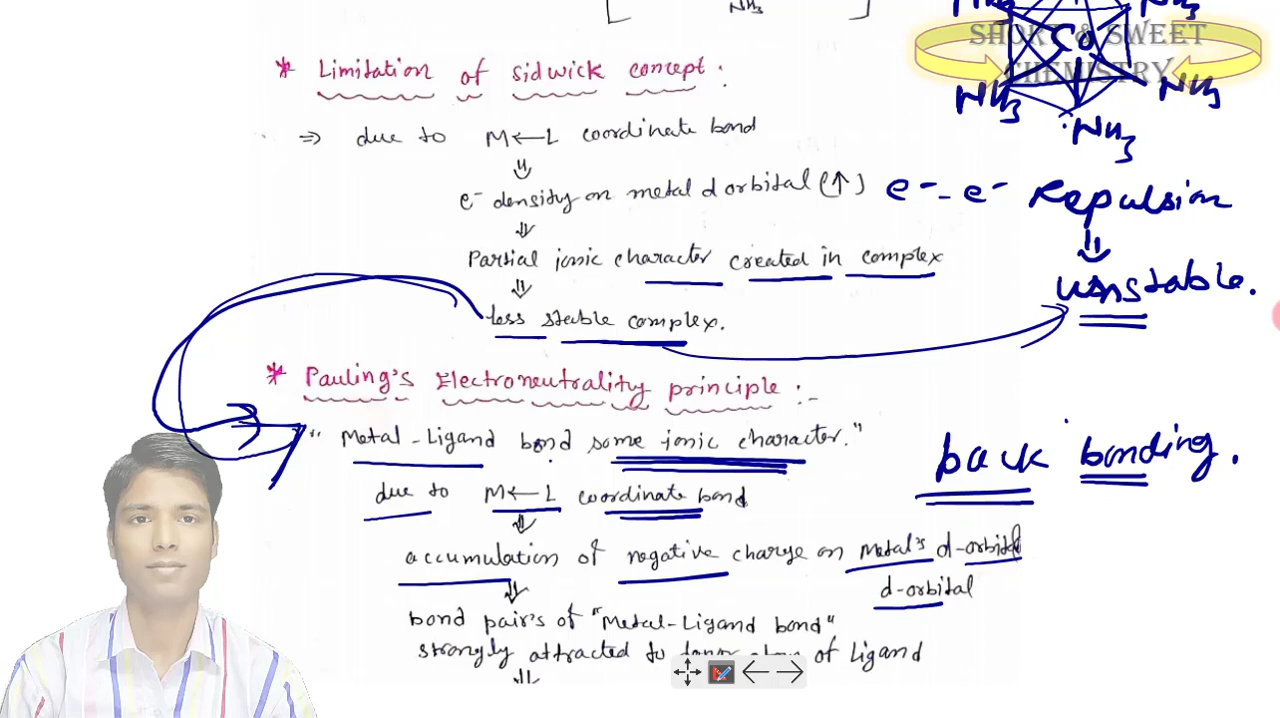 NH₃
NH₃
NH₃
SHORT & SWEET
Co
CHEMISTRY
NH₃
NH₃
NH₃
* Limitation of sidwick concept :
⇒ due to M←L coordinate bond
⇓
e⁻ density on metal d orbital (↑) e⁻-e⁻ Repulsion
⇓ ⇓
Partial ionic character created in complex
⇓ unstable.
less stable complex.
* Pauling's Electroneutrality principle :-
"Metal-Ligand bond some ionic character."
back bonding.
due to M←L coordinate bond
⇓
accumulation of negative charge on Metal's d-orbital
⇓ d-orbital
bond pair's of "Metal-Ligand bond"
strongly attracted to of Ligand
⇓